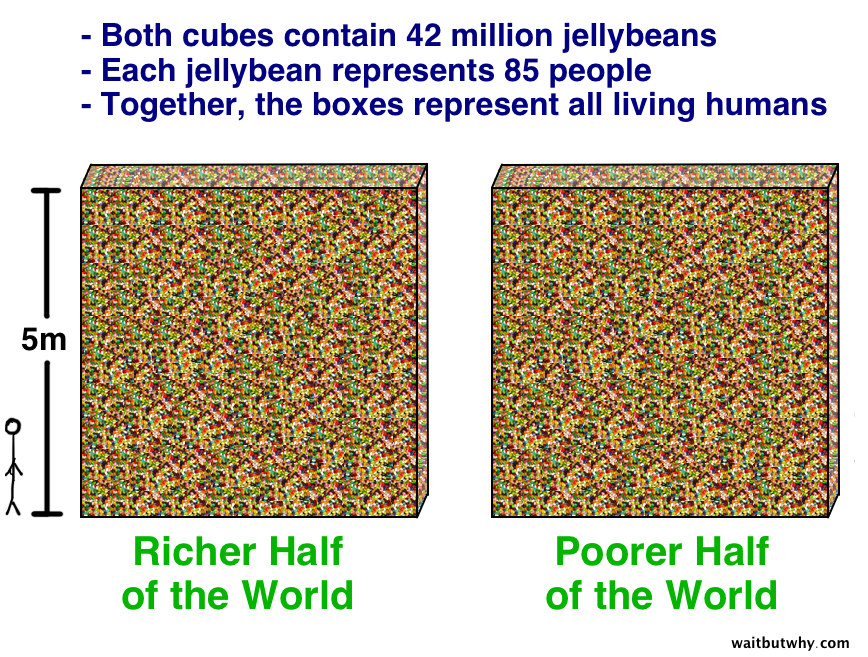 - Both cubes contain 42 million jellybeans
- Each jellybean represents 85 people
- Together, the boxes represent all living humans
5m
Richer Half
of the World
Poorer Half
of the World
waitbutwhy.com